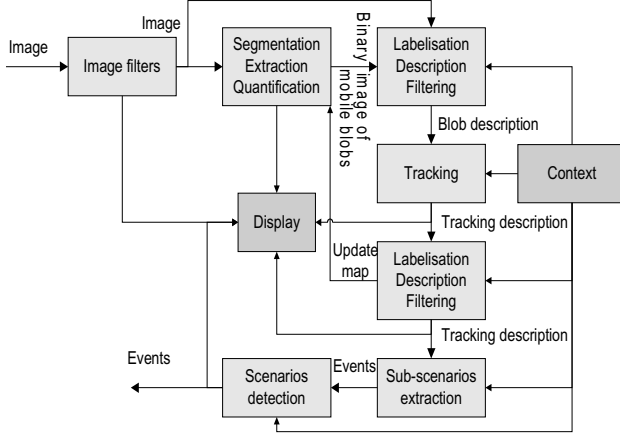 Image
Image
Image filters
Segmentation
Extraction
Quantification
Binary image of
mobile blobs
Labelisation
Description
Filtering
Blob description
Tracking
Context
Display
Tracking description
Update
map
Labelisation
Description
Filtering
Tracking description
Events
Scenarios
detection
Events
Sub-scenarios
extraction